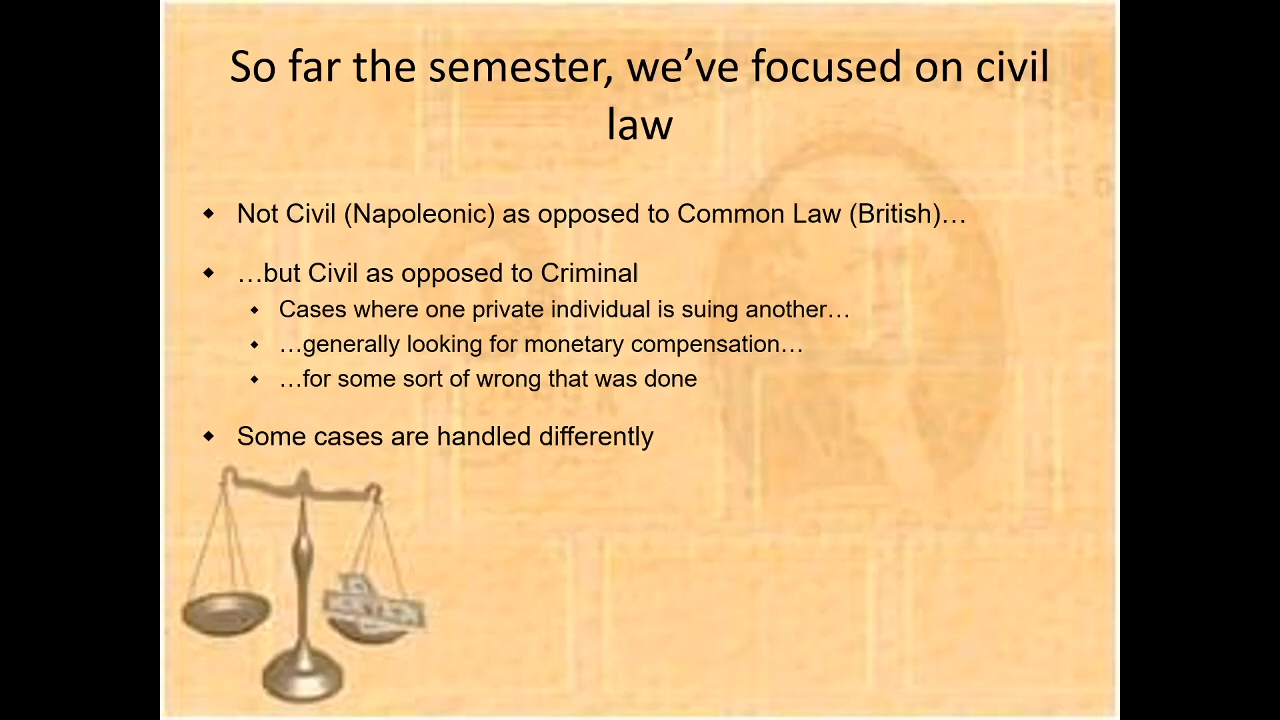 So far the semester, we’ve focused on civil
law
Not Civil (Napoleonic) as opposed to Common Law (British)…
…but Civil as opposed to Criminal
Cases where one private individual is suing another…
…generally looking for monetary compensation…
…for some sort of wrong that was done
Some cases are handled differently